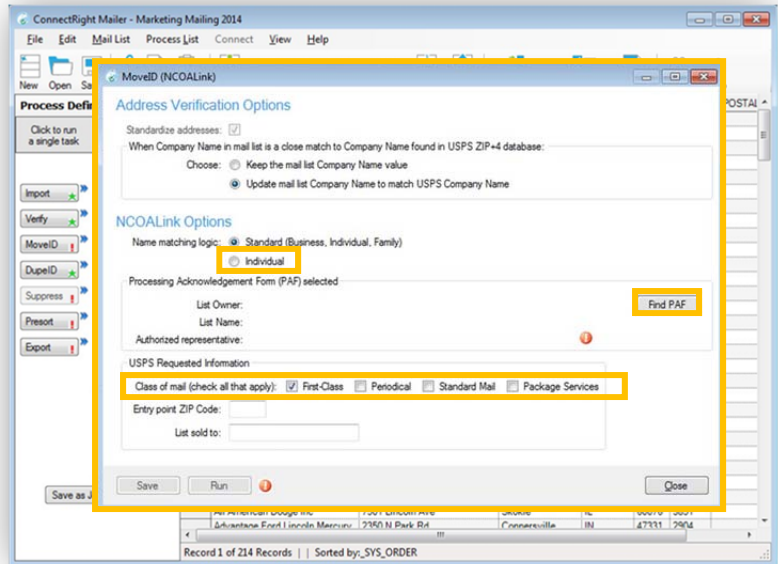 ConnectRight Mailer - Marketing Mailing 2014
File Edit Mail List Process List Connect View Help
New Open
MoveID (NCOALink)
Process Defin
POSTAL
Click to run
a single task
Import
Verify
MoveID
DupeID
Suppress
Presort
Export
Save as J
Address Verification Options
Standardize addresses:
When Company Name in mail list is a close match to Company Name found in USPS ZIP+4 database:
Choose: Keep the mail list Company Name value
Update mail list Company Name to match USPS Company Name
NCOALink Options
Name matching logic: Standard (Business, Individual, Family)
Individual
Processing Acknowledgement Form (PAF) selected
List Owner:
Find PAF
List Name:
Authorized representative:
USPS Requested Information
Class of mail (check all that apply): First-Class Periodical Standard Mail Package Services
Entry point ZIP Code:
List sold to:
Save Run Close
All American Dodge Inc 7501 Lincoln Ave Skokie IL
Advantage Ford Lincoln Mercury 2350 N Park Rd Connersville IN 47331 2904
Record 1 of 214 Records | | Sorted by:_SYS_ORDER